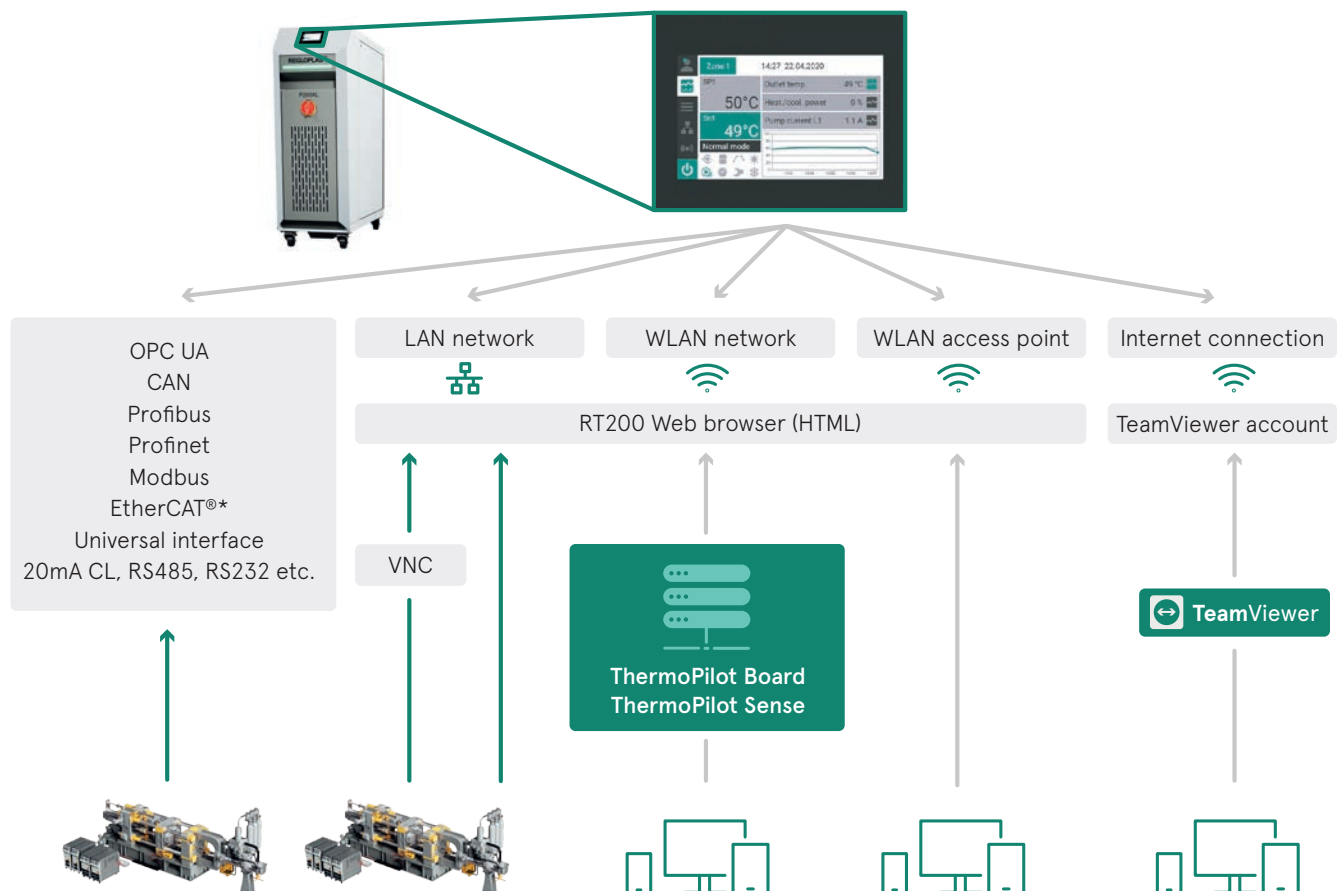 REGLOPLAS
Zone 1
14:27 22.04.2020
SP1
50°C
Outlet temp.
49 °C
Heat./cool. power
0 %
Pump current L1
1.1 A
49°C
Normal mode
LAN network
WLAN network
WLAN access point
Internet connection
OPC UA
CAN
Profibus
Profinet
Modbus
EtherCAT®*
Universal interface
20mA CL, RS485, RS232 etc.
RT200 Web browser (HTML)
TeamViewer account
VNC
TeamViewer
ThermoPilot Board
ThermoPilot Sense